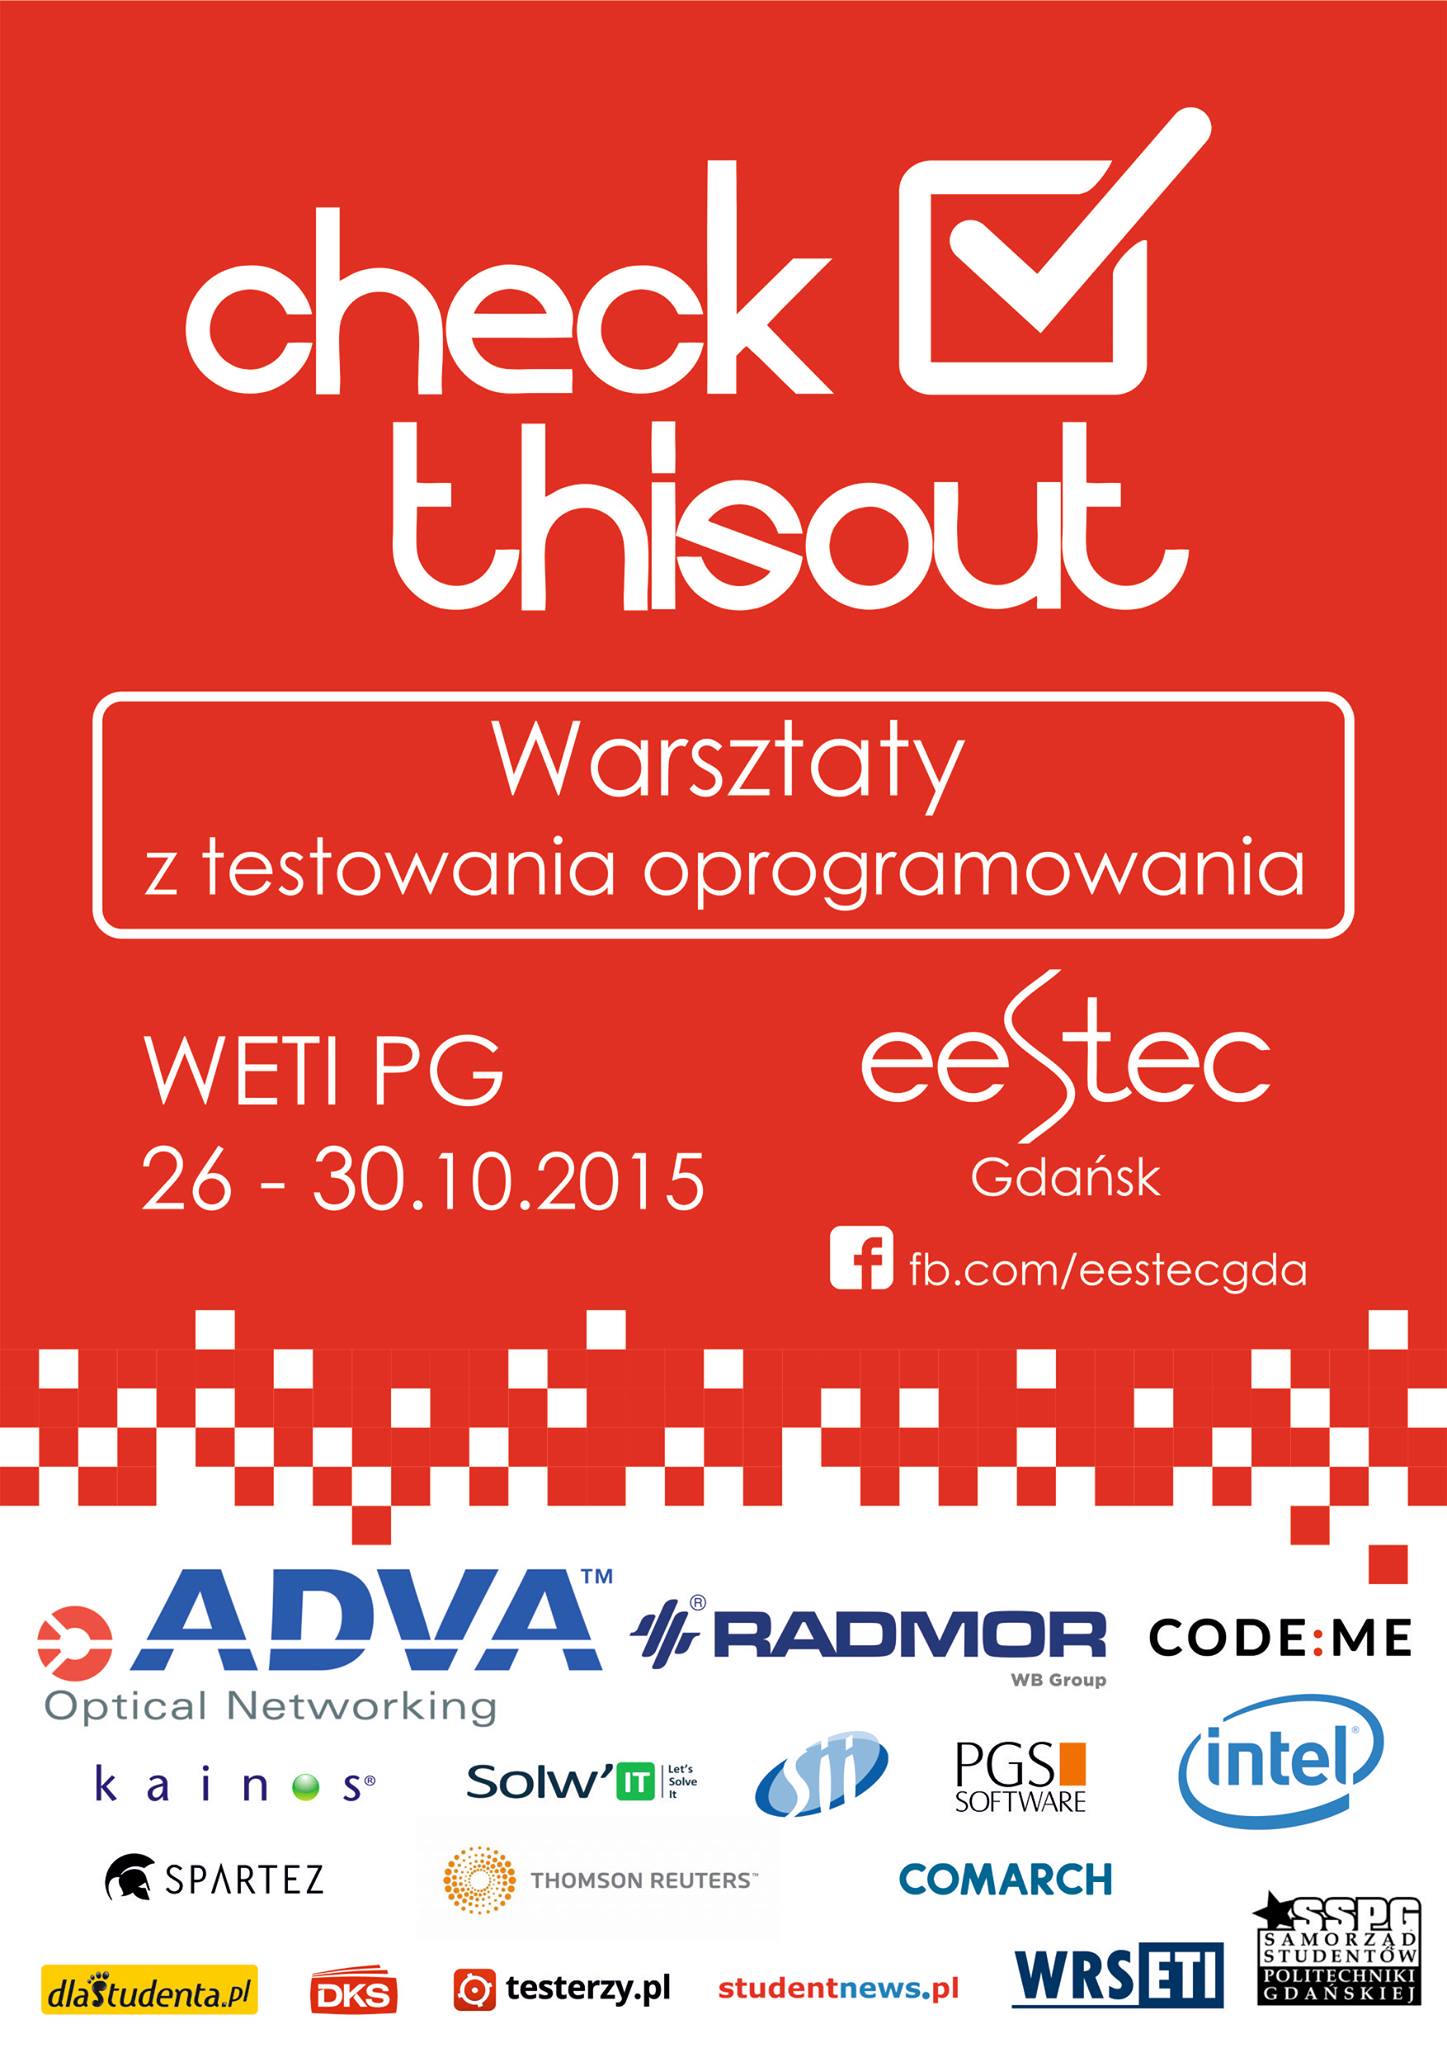 check
thisout
Warsztaty
z testowania oprogramowania
WETI PG
26 - 30.10.2015
eestec
Gdańsk
fb.com/eestecgda
ADVA™
Optical Networking
®RADMOR
WB Group
CODE:ME
kainos®
Solw'IT
Let's
Solve
It
sii
PGS
SOFTWARE
intel®
SPARTEZ
THOMSON REUTERS™
COMARCH
dlastudenta.pl
DKS
testerzy.pl
studentnews.pl
WRSETI
SSPG
SAMORZĄD
STUDENTÓW
POLITECHNIKI
GDAŃSKIEJ